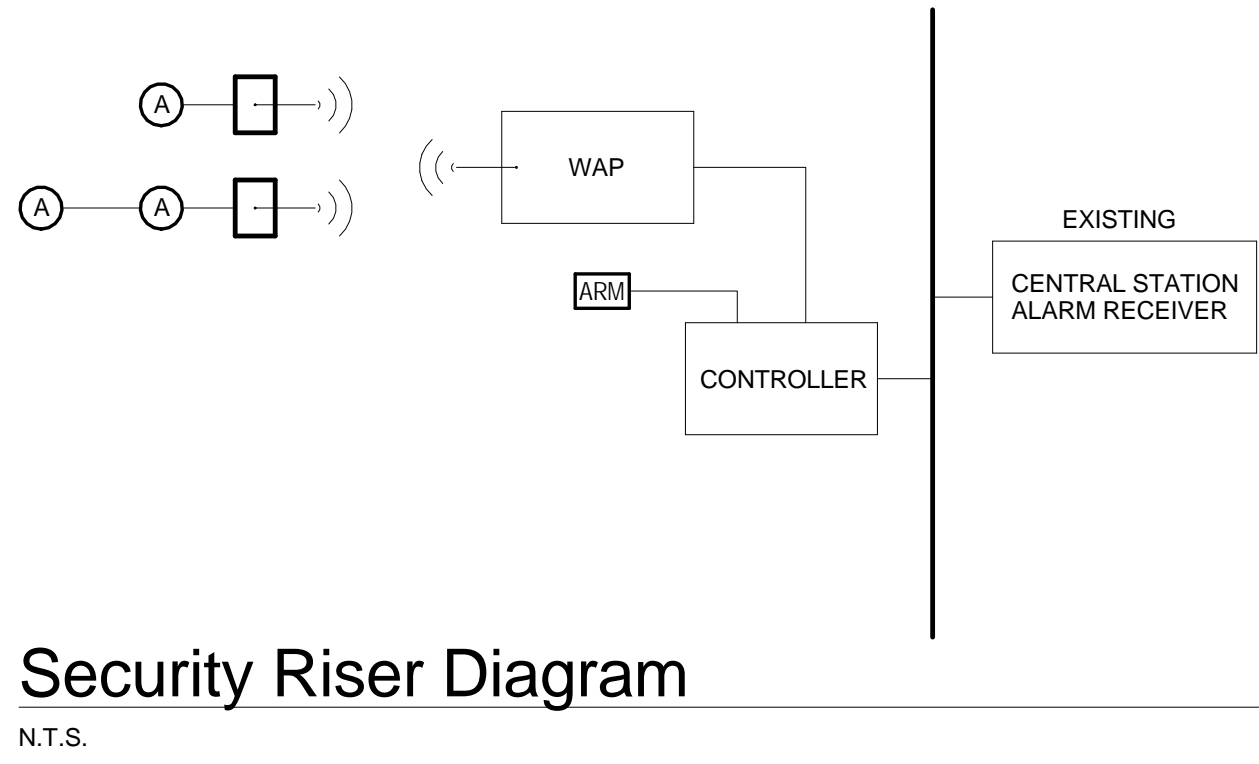 A
A
A
WAP
ARM
CONTROLLER
EXISTING
CENTRAL STATION
ALARM RECEIVER
Security Riser Diagram
N.T.S.